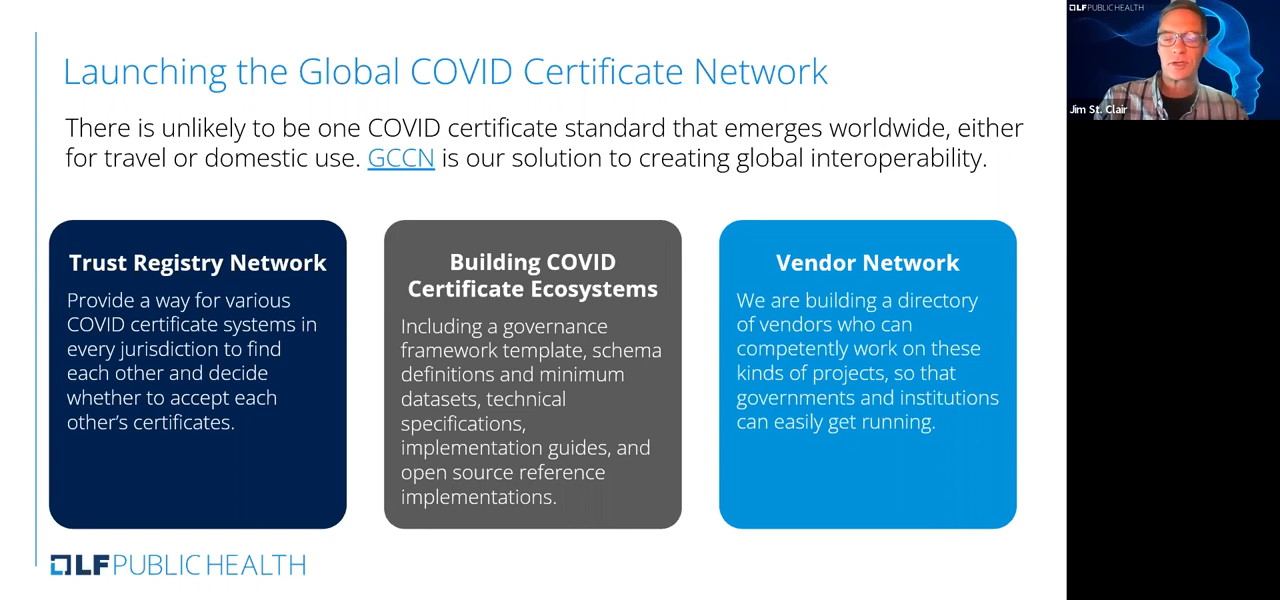 Launching the Global COVID Certificate Network
There is unlikely to be one COVID certificate standard that emerges worldwide, either
for travel or domestic use. GCCN is our solution to creating global interoperability.
Trust Registry Network
Provide a way for various
COVID certificate systems in
every jurisdiction to find
each other and decide
whether to accept each
other’s certificates.
Building COVID
Certificate Ecosystems
Including a governance
framework template, schema
definitions and minimum
datasets, technical
specifications,
implementation guides, and
open source reference
implementations.
Vendor Network
We are building a directory
of vendors who can
competently work on these
kinds of projects, so that
governments and institutions
can easily get running.
LF PUBLIC HEALTH
LF PUBLIC HEALTH
Jim St. Clair